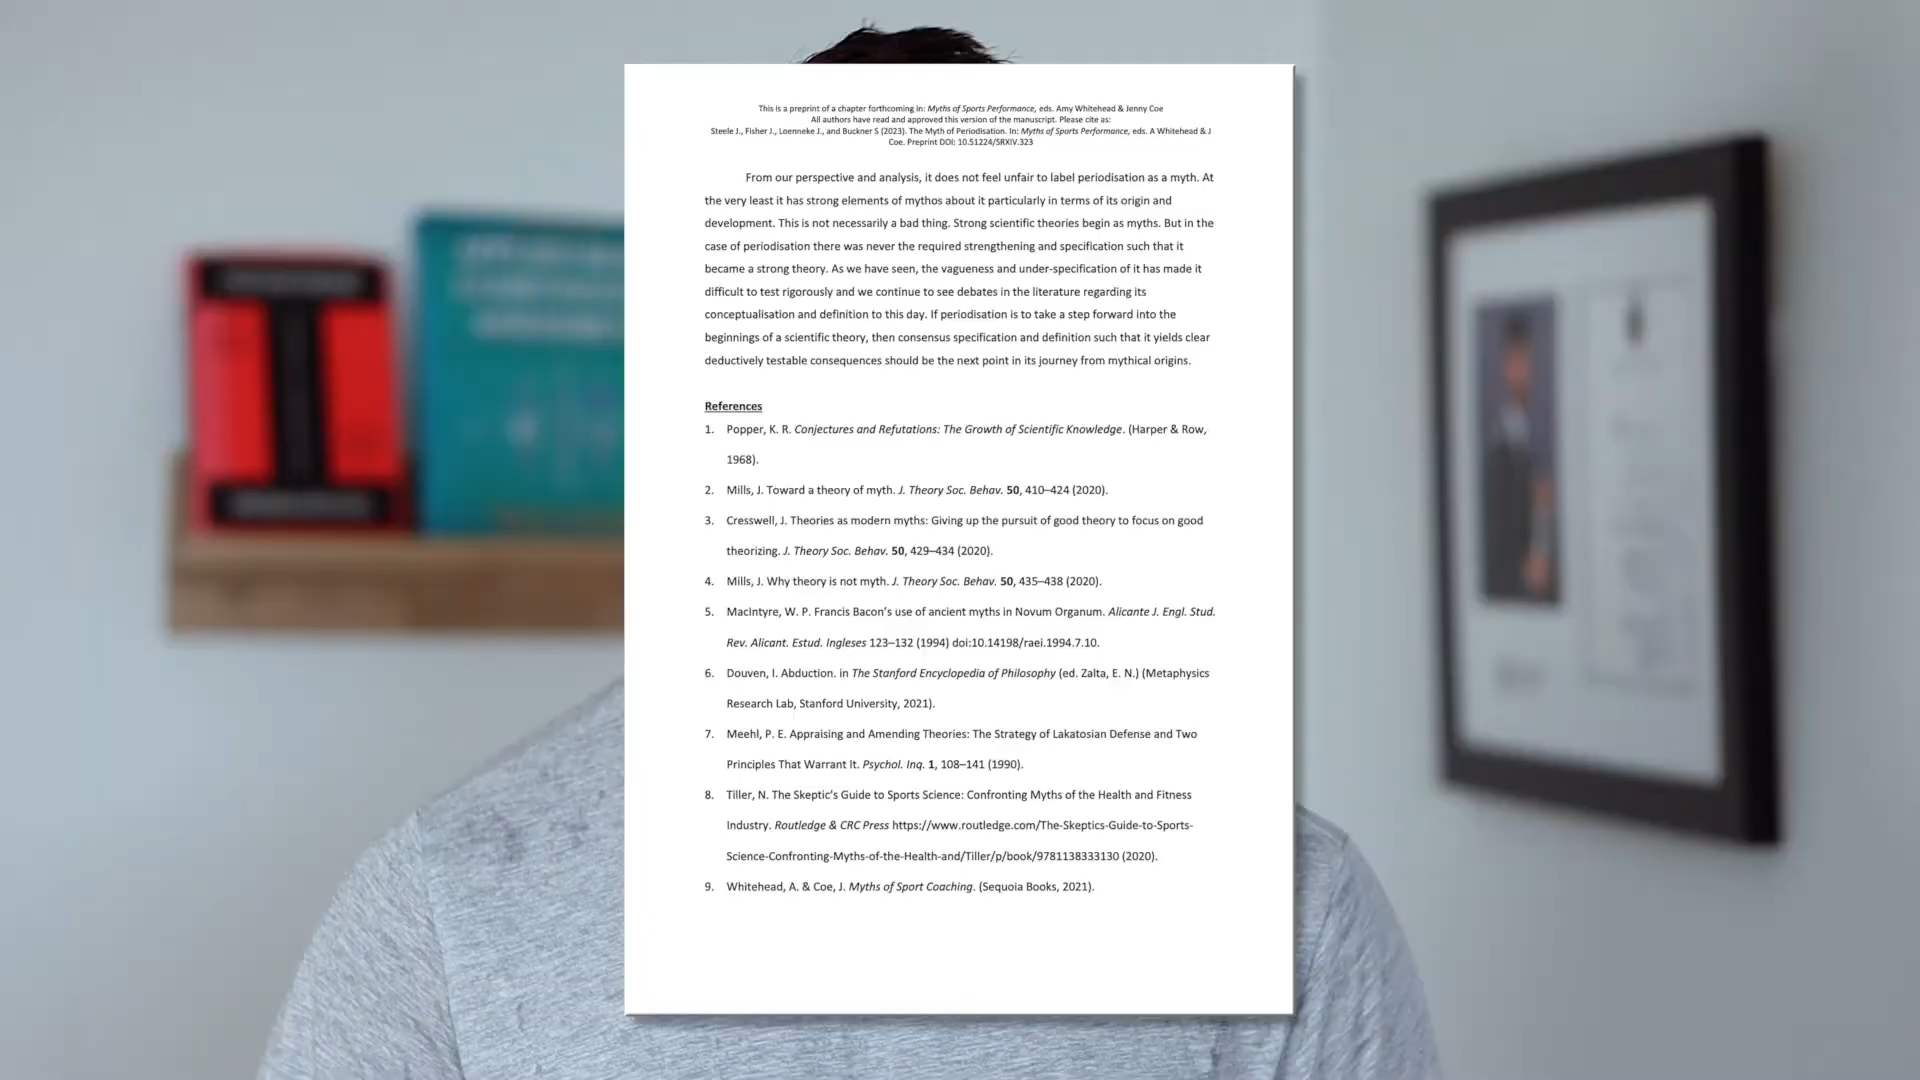 This is a preprint of a chapter forthcoming in: Myths of Sports Performance, eds. Amy Whitehead & Jenny Coe
All authors have read and approved this version of the manuscript. Please cite as:
Steele J., Fisher J., Loenneke J., and Buckner S (2023). The Myth of Periodisation. In: Myths of Sports Performance, eds. A Whitehead & J
Coe. Preprint DOI: 10.51224/SRXIV.323
From our perspective and analysis, it does not feel unfair to label periodisation as a myth. At
the very least it has strong elements of mythos about it particularly in terms of its origin and
development. This is not necessarily a bad thing. Strong scientific theories begin as myths. But in the
case of periodisation there was never the required strengthening and specification such that it
became a strong theory. As we have seen, the vagueness and under-specification of it has made it
difficult to test rigorously and we continue to see debates in the literature regarding its
conceptualisation and definition to this day. If periodisation is to take a step forward into the
beginnings of a scientific theory, then consensus specification and definition such that it yields clear
deductively testable consequences should be the next point in its journey from mythical origins.
References
1. Popper, K. R. Conjectures and Refutations: The Growth of Scientific Knowledge. (Harper & Row,
1968).
2. Mills, J. Toward a theory of myth. J. Theory Soc. Behav. 50, 410–424 (2020).
3. Cresswell, J. Theories as modern myths: Giving up the pursuit of good theory to focus on good
theorizing. J. Theory Soc. Behav. 50, 429–434 (2020).
4. Mills, J. Why theory is not myth. J. Theory Soc. Behav. 50, 435–438 (2020).
5. MacIntyre, W. P. Francis Bacon’s use of ancient myths in Novum Organum. Alicante J. Engl. Stud.
Rev. Alicant. Estud. Ingleses 123–132 (1994) doi:10.14198/raei.1994.7.10.
6. Douven, I. Abduction. in The Stanford Encyclopedia of Philosophy (ed. Zalta, E. N.) (Metaphysics
Research Lab, Stanford University, 2021).
7. Meehl, P. E. Appraising and Amending Theories: The Strategy of Lakatosian Defense and Two
Principles That Warrant It. Psychol. Inq. 1, 108–141 (1990).
8. Tiller, N. The Skeptic’s Guide to Sports Science: Confronting Myths of the Health and Fitness
Industry. Routledge & CRC Press https://www.routledge.com/The-Skeptics-Guide-to-Sports-
Science-Confronting-Myths-of-the-Health-and/Tiller/p/book/9781138333130 (2020).
9. Whitehead, A. & Coe, J. Myths of Sport Coaching. (Sequoia Books, 2021).